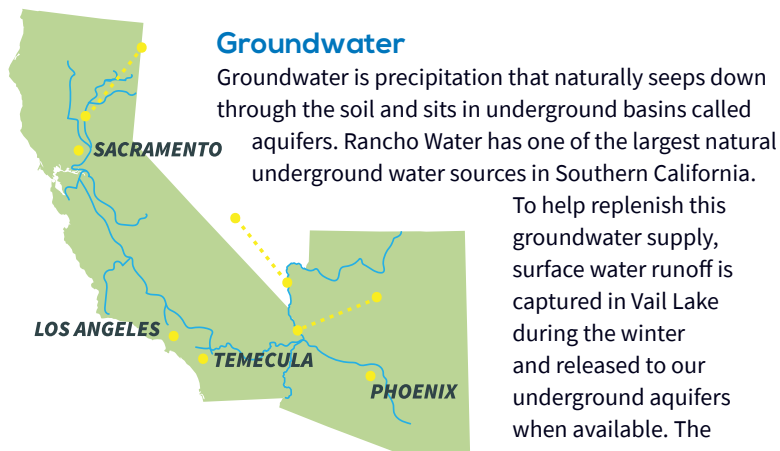 Groundwater
Groundwater is precipitation that naturally seeps down
through the soil and sits in underground basins called
aquifers. Rancho Water has one of the largest natural
underground water sources in Southern California.
To help replenish this
groundwater supply,
surface water runoff is
captured in Vail Lake
during the winter
and released to our
underground aquifers
when available. The
SACRAMENTO
LOS ANGELES
TEMECULA
PHOENIX